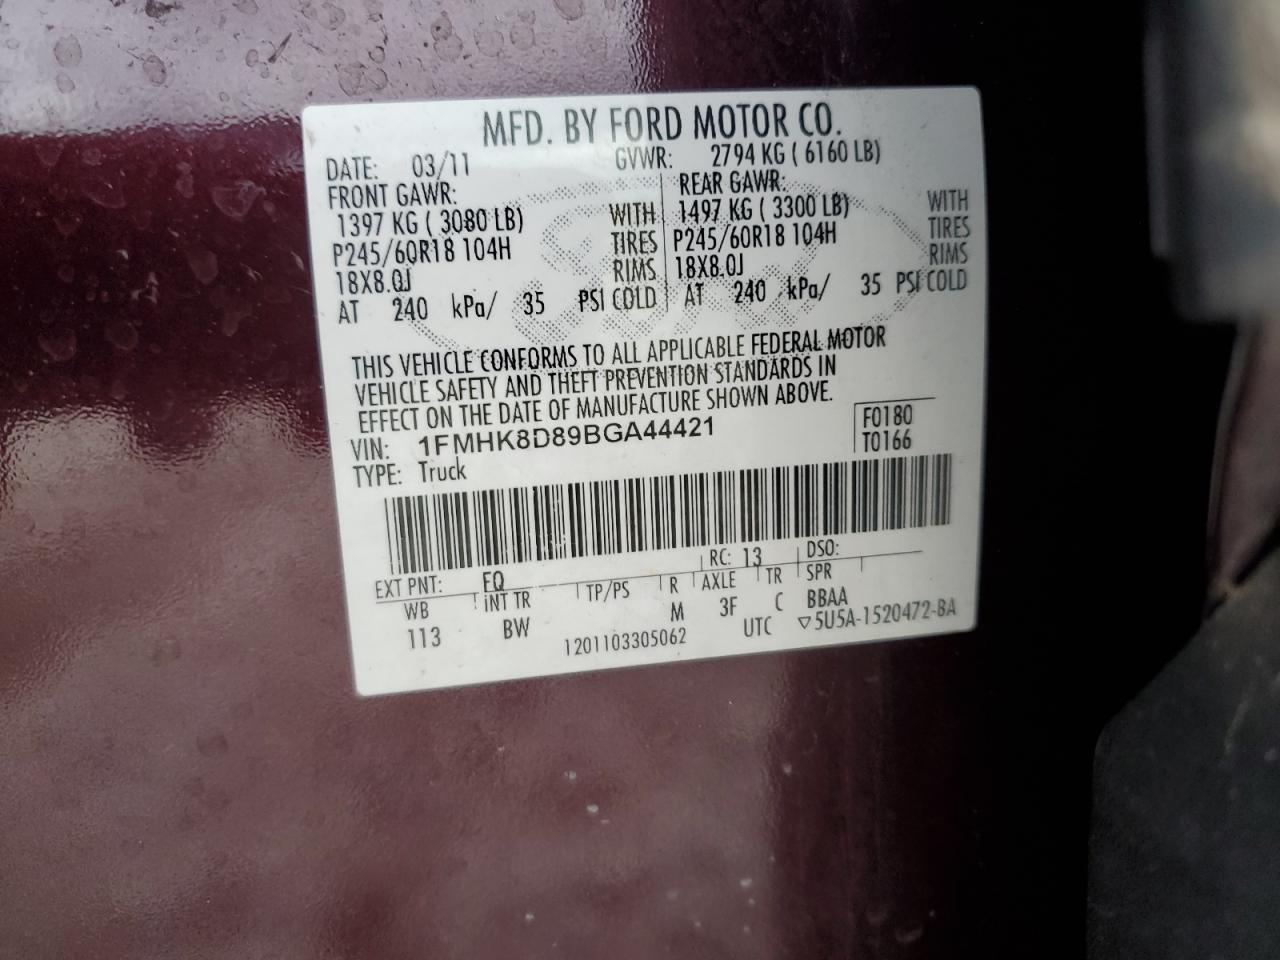 MFD. BY FORD MOTOR CO.
DATE: 03/11 GVWR: 2794 KG ( 6160 LB)
FRONT GAWR: REAR GAWR:
1397 KG ( 3080 LB) WITH 1497 KG ( 3300 LB) WITH
P245/60R18 104H TIRES P245/60R18 104H TIRES
18X8.0J RIMS 18X8.0J RIMS
AT 240 kPa/ 35 PSI COLD AT 240 kPa/ 35 PSI COLD
THIS VEHICLE CONFORMS TO ALL APPLICABLE FEDERAL MOTOR
VEHICLE SAFETY AND THEFT PREVENTION STANDARDS IN
EFFECT ON THE DATE OF MANUFACTURE SHOWN ABOVE.
VIN: 1FMHK8D89BGA44421 F0180
TYPE: Truck T0166
EXT PNT: EQ RC: 13 DSO:
WB INT TR TP/PS R AXLE TR SPR
113 BW M 3F C BBAA
1201103305062 UTC ▽5U5A-1520472-BA